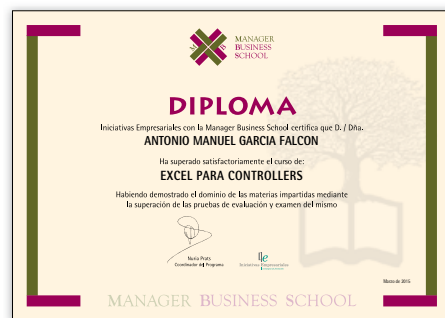 M B
MANAGER
BUSINESS
SCHOOL
DIPLOMA
Iniciativas Empresariales con la Manager Business School certifica que D. / Dña.
ANTONIO MANUEL GARCIA FALCON
Ha superado satisfactoriamente el curso de:
EXCEL PARA CONTROLLERS
Habiendo demostrado el dominio de las materias impartidas mediante
la superación de las pruebas de evaluación y examen del mismo
Nuria Prats
Coordinador del Programa
Iniciativas Empresariales
Marzo de 2015
MANAGER BUSINESS SCHOOL